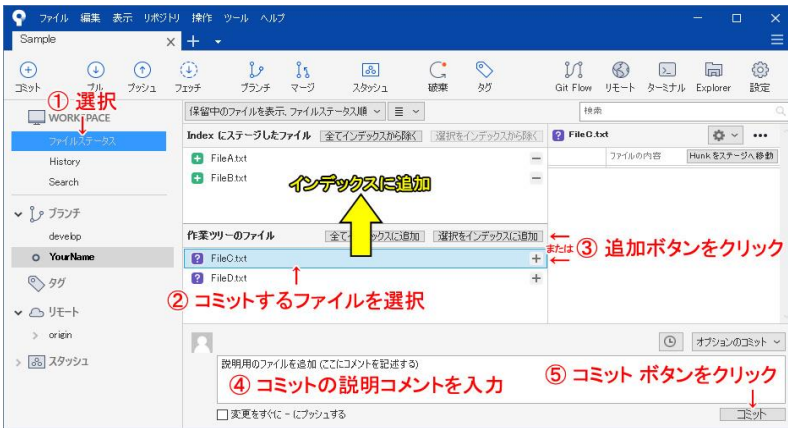 ファイル 編集 表示 リポジトリ 操作 ツール ヘルプ
Sample
コミット プル プッシュ フェッチ ブランチ マージ スタッシュ 破棄 タグ Git Flow リモート ターミナル Explorer 設定
① 選択
WORKSPACE
ファイルステータス
History
Search
ブランチ
develop
YourName
タグ
リモート
origin
スタッシュ
保留中のファイルを表示, ファイルステータス順
検索
Index にステージしたファイル 全てインデックスから除く 選択をインデックスから除く
FileA.txt
FileB.txt
インデックスに追加
作業ツリーのファイル 全てインデックスに追加 選択をインデックスに追加
FileC.txt
FileD.txt
② コミットするファイルを選択
または ③ 追加ボタンをクリック
FileC.txt
ファイルの内容 Hunk をステージへ移動
オプションのコミット
説明用のファイルを追加 (ここにコメントを記述する)
④ コミットの説明コメントを入力
⑤ コミット ボタンをクリック
変更をすぐに - にプッシュする
コミット